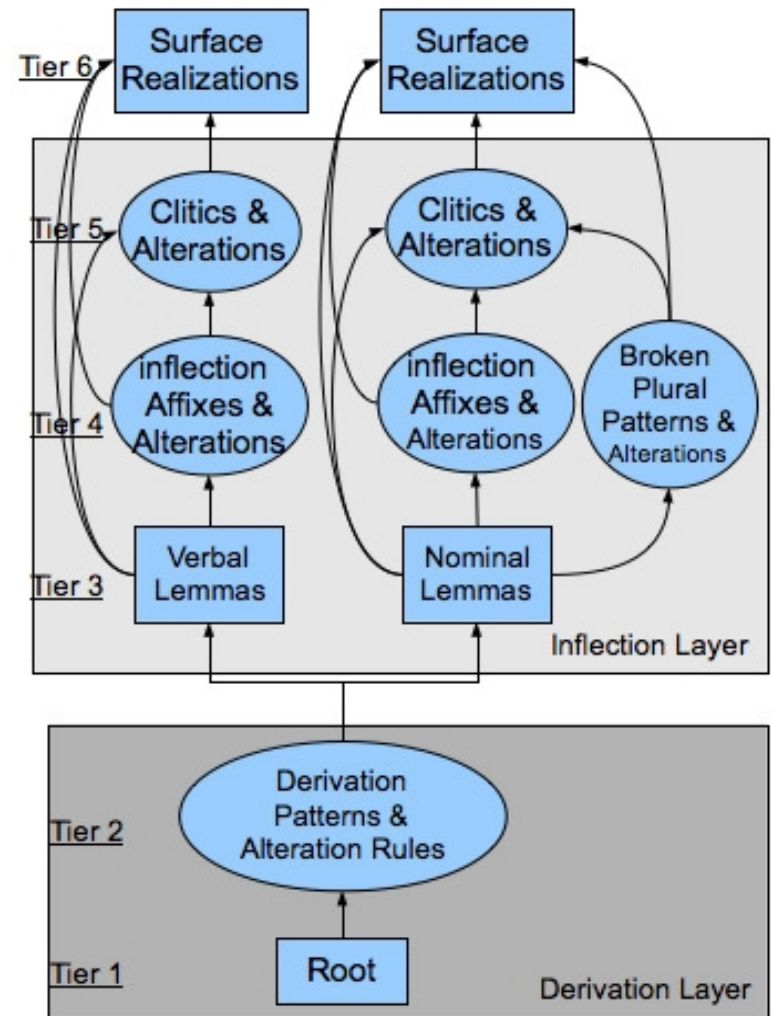 Tier 6
Surface
Realizations
Surface
Realizations
Tier 5
Clitics &
Alterations
Clitics &
Alterations
Tier 4
inflection
Affixes &
Alterations
inflection
Affixes &
Alterations
Broken
Plural
Patterns &
Alterations
Tier 3
Verbal
Lemmas
Nominal
Lemmas
Inflection Layer
Tier 2
Derivation
Patterns &
Alteration Rules
Tier 1
Root
Derivation Layer